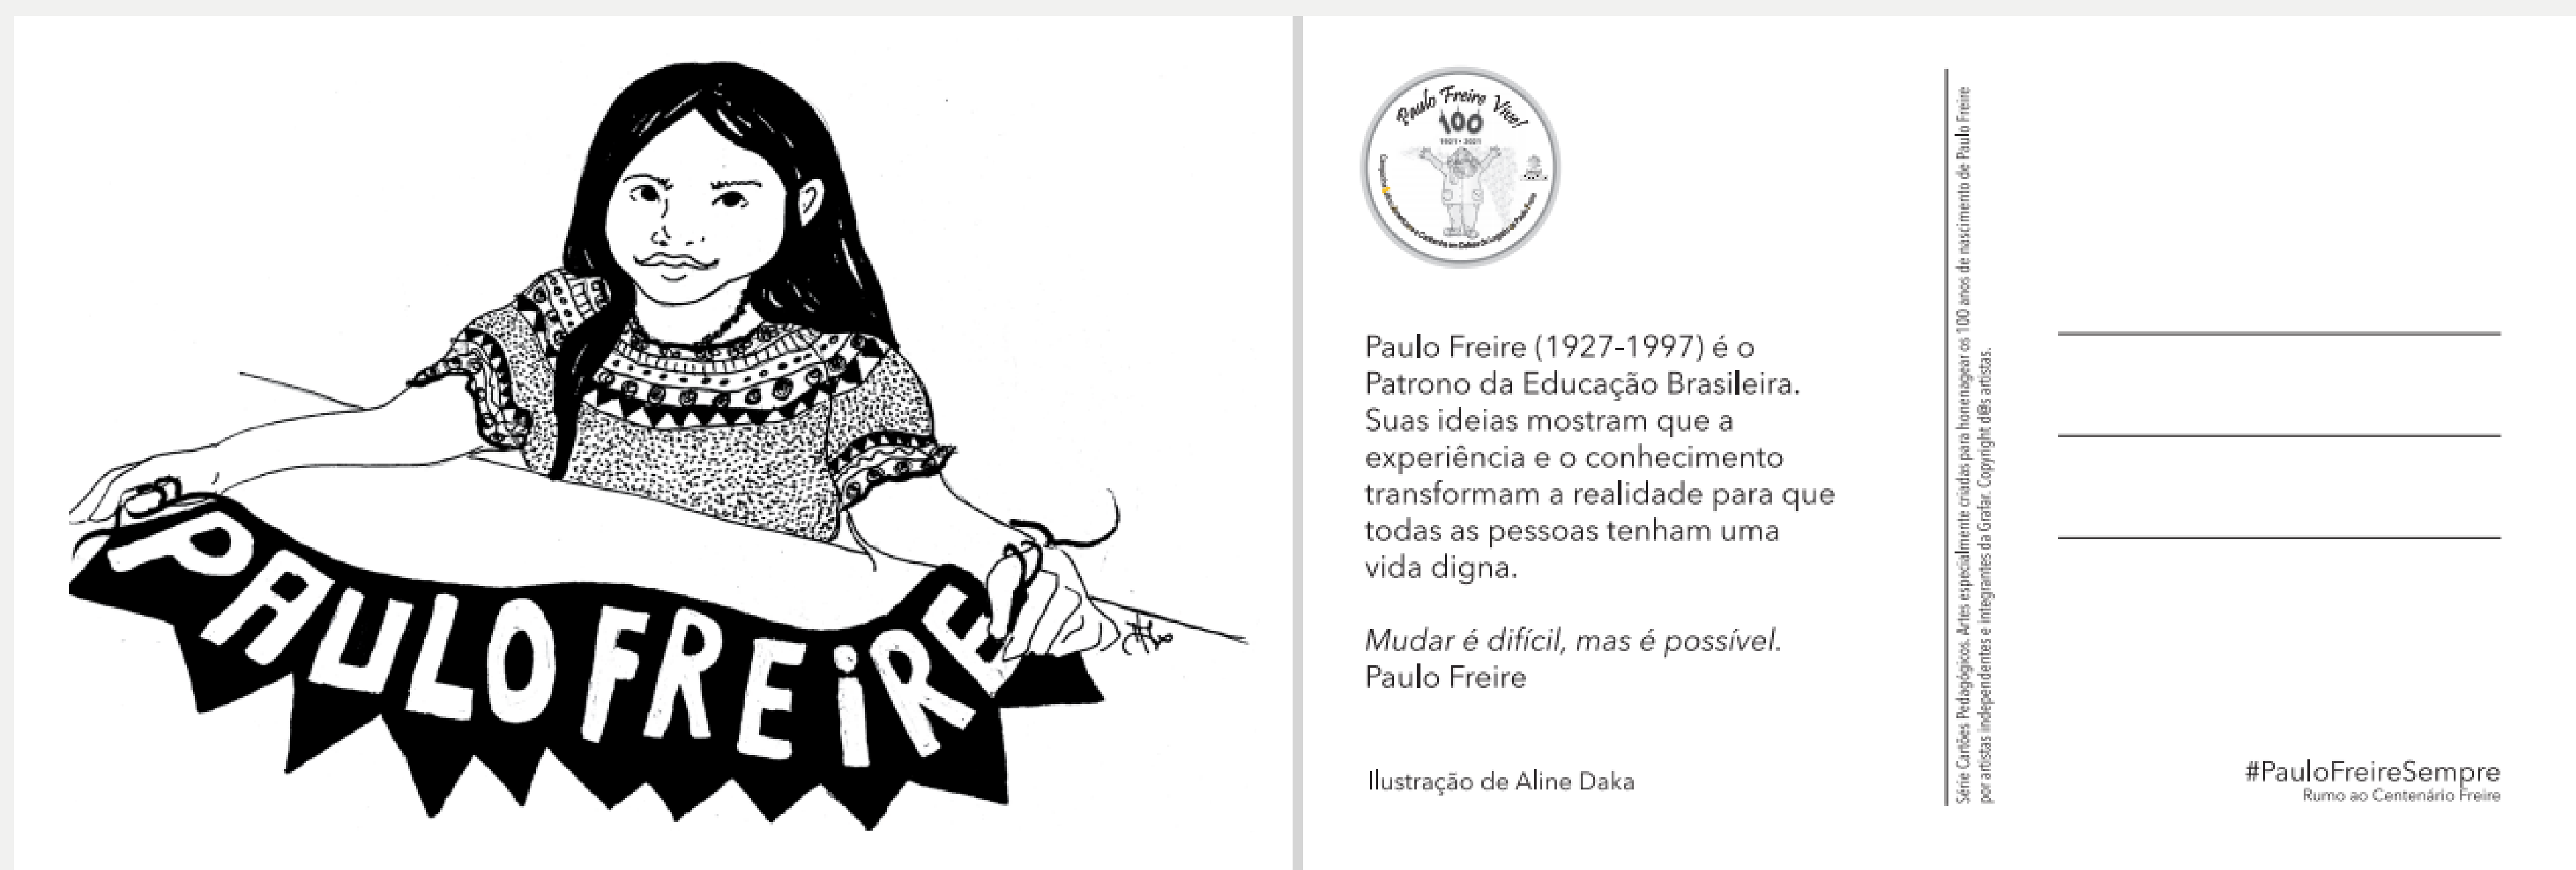 PAULO FREiRE
Paulo Freire Vive!
100
1921 • 2021
Paulo Freire (1927-1997) é o
Patrono da Educação Brasileira.
Suas ideias mostram que a
experiência e o conhecimento
transformam a realidade para que
todas as pessoas tenham uma
vida digna.
Mudar é difícil, mas é possível.
Paulo Freire
Ilustração de Aline Daka
Série Cartões Pedagógicos. Artes especialmente criadas para honenagear os 100 anos de nascimento de Paulo Freire
por artistas independentes e integrantes da Grafar. Copyright d@s artistas.
#PauloFreireSempre
Rumo ao Centenário Freire